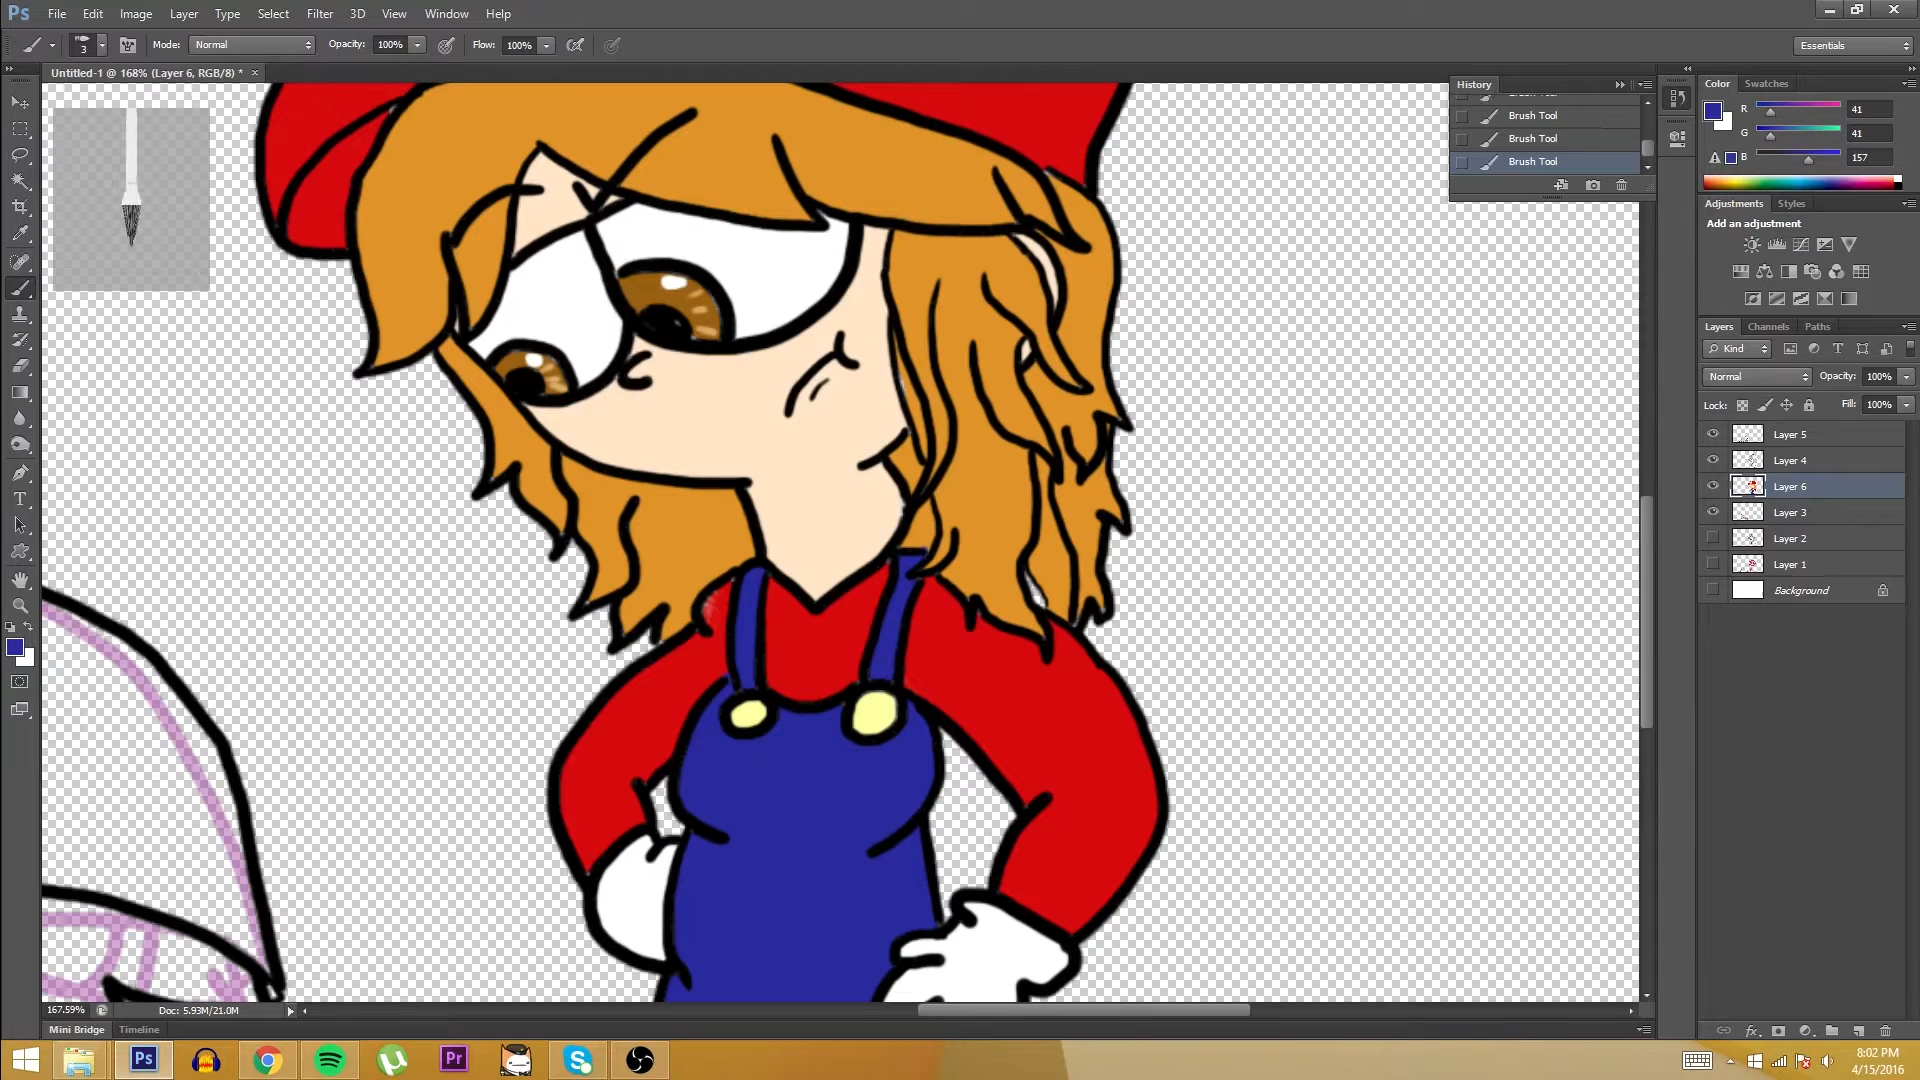 Ps File Edit Image Layer Type Select Filter 3D View Window Help
3 Mode: Normal Opacity: 100% Flow: 100% Essentials
Untitled-1 @ 168% (Layer 6, RGB/8) * ×
History
Brush Tool
Brush Tool
Brush Tool
Color Swatches
R 41
G 41
B 157
Adjustments Styles
Add an adjustment
Layers Channels Paths
Kind
Normal Opacity: 100%
Lock: Fill: 100%
Layer 5
Layer 4
Layer 6
Layer 3
Layer 2
Layer 1
Background
167.59% Doc: 5.93M/21.0M
Mini Bridge Timeline
Ps Pr
8:02 PM
4/15/2016